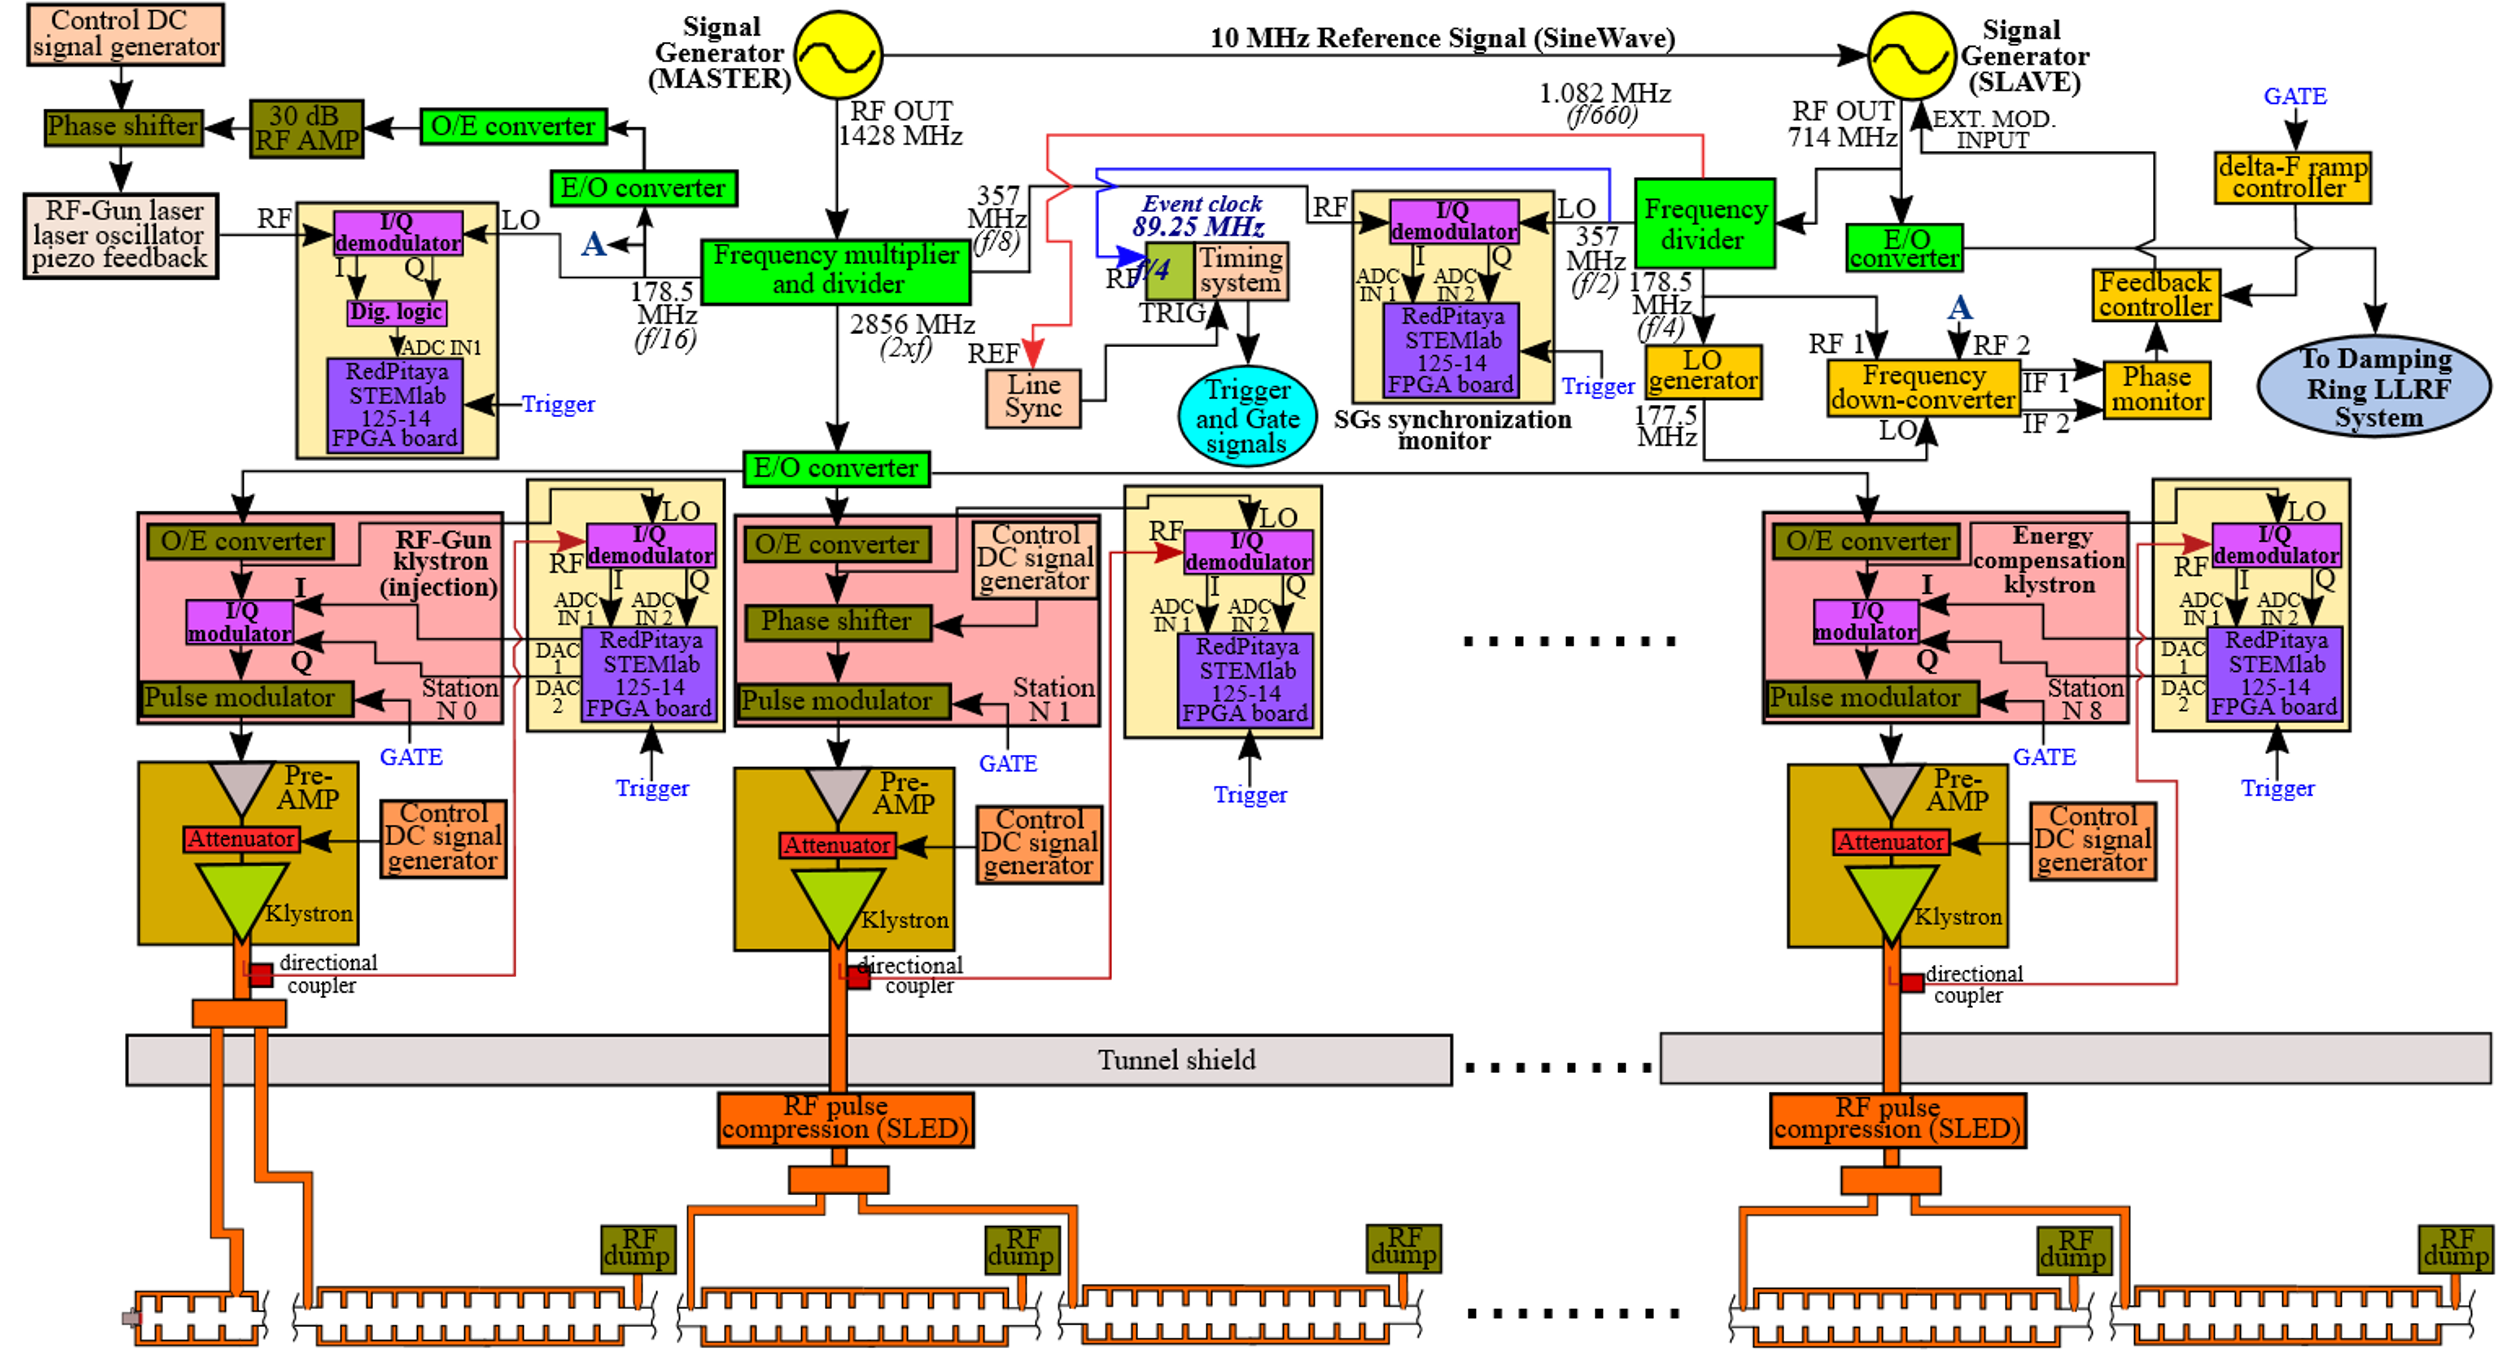 Control DC
signal generator
Phase shifter
30 dB
RF AMP
O/E converter
E/O converter
RF-Gun laser
laser oscillator
piezo feedback
RF
I/Q
demodulator
LO
I
Q
Dig. logic
ADC IN1
RedPitaya
STEMlab
125-14
FPGA board
Trigger
A
Signal
Generator
(MASTER)
10 MHz Reference Signal (SineWave)
Signal
Generator
(SLAVE)
RF OUT
1428 MHz
Frequency multiplier
and divider
178.5
MHz
(f/16)
357
MHz
(f/8)
2856 MHz
(2xf)
1.082 MHz
(f/660)
Event clock
89.25 MHz
RF
f/4
Timing
system
TRIG
REF
Line
Sync
Trigger
and Gate
signals
RF
I/Q
demodulator
LO
I
Q
ADC
IN 1
ADC
IN 2
RedPitaya
STEMlab
125-14
FPGA board
Trigger
SGs synchronization
monitor
Frequency
divider
357
MHz
(f/2)
178.5
MHz
(f/4)
RF OUT
714 MHz
EXT. MOD.
INPUT
E/O
converter
GATE
delta-F ramp
controller
Feedback
controller
LO
generator
177.5
MHz
RF 1
A
RF 2
Frequency
down-converter
LO
IF 1
IF 2
Phase
monitor
To Damping
Ring LLRF
System
E/O converter
O/E converter
RF-Gun
klystron
(injection)
I
I/Q
modulator
Q
Pulse modulator
Station
N 0
GATE
LO
I/Q
demodulator
RF
I
Q
ADC
IN 1
ADC
IN 2
DAC
1
DAC
2
RedPitaya
STEMlab
125-14
FPGA board
Trigger
O/E converter
Control
DC signal
generator
Phase shifter
Pulse modulator
Station
N 1
GATE
RF
LO
I/Q
demodulator
I
Q
ADC
IN 1
ADC
IN 2
RedPitaya
STEMlab
125-14
FPGA board
Trigger
O/E converter
Energy
compensation
klystron
I
I/Q
modulator
Q
Pulse modulator
Station
N 8
GATE
LO
I/Q
demodulator
RF
I
Q
ADC
IN 1
ADC
IN 2
DAC
1
DAC
2
RedPitaya
STEMlab
125-14
FPGA board
Trigger
Pre-
AMP
Attenuator
Control
DC signal
generator
Klystron
directional
coupler
Pre-
AMP
Attenuator
Control
DC signal
generator
Klystron
directional
coupler
Pre-
AMP
Attenuator
Control
DC signal
generator
Klystron
directional
coupler
Tunnel shield
RF pulse
compression (SLED)
RF pulse
compression (SLED)
RF
dump
RF
dump
RF
dump
RF
dump
RF
dump